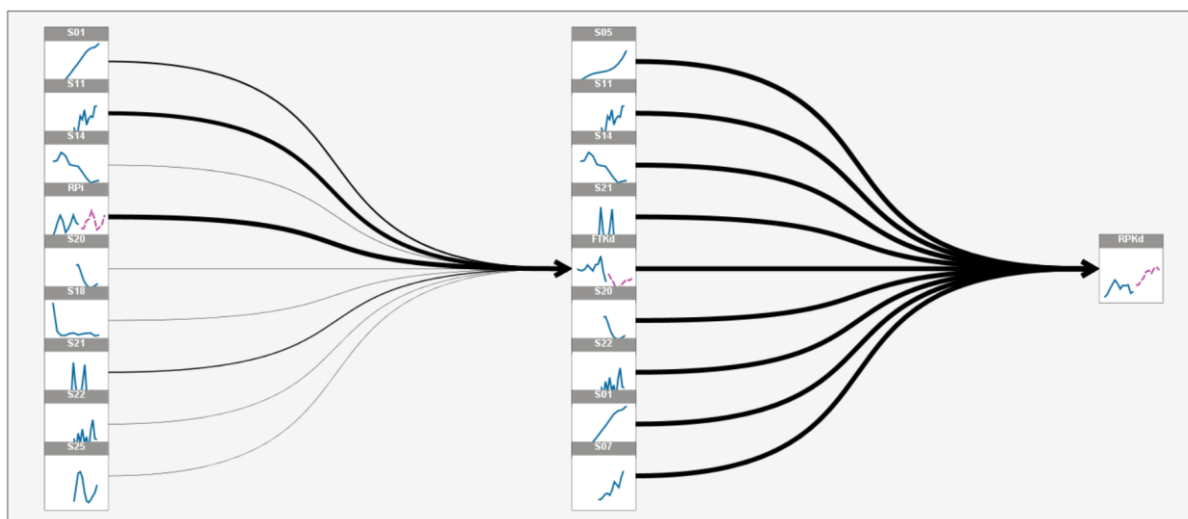 S01
S11
S14
RPi
S20
S18
S21
S22
S25
S05
S11
S14
S21
FTKd
S20
S22
S01
S07
RPKd